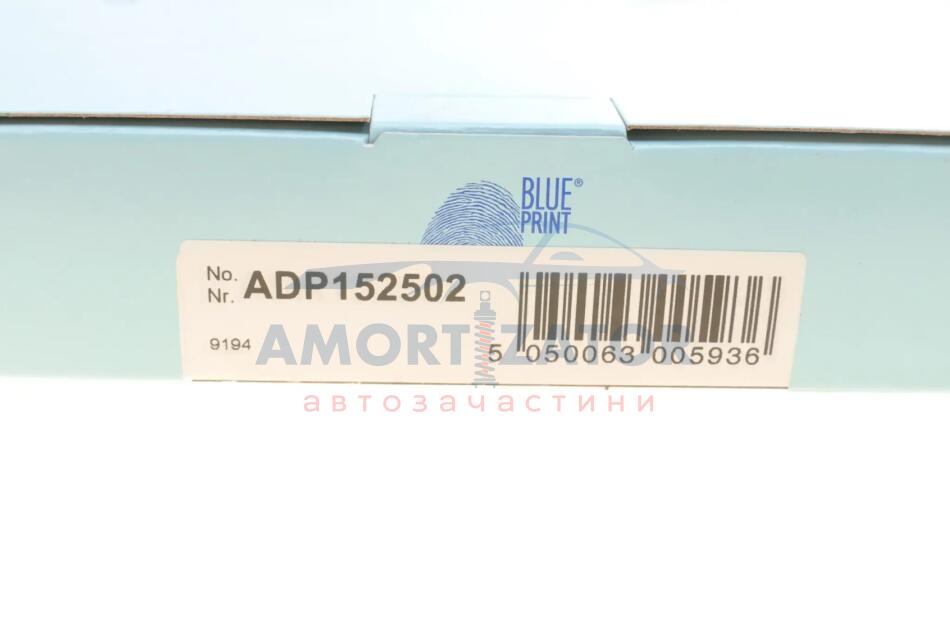 BLUE®
PRINT
No.
Nr. ADP152502
9194
5 050063 005936
AMORTIZATOR
автозачастини